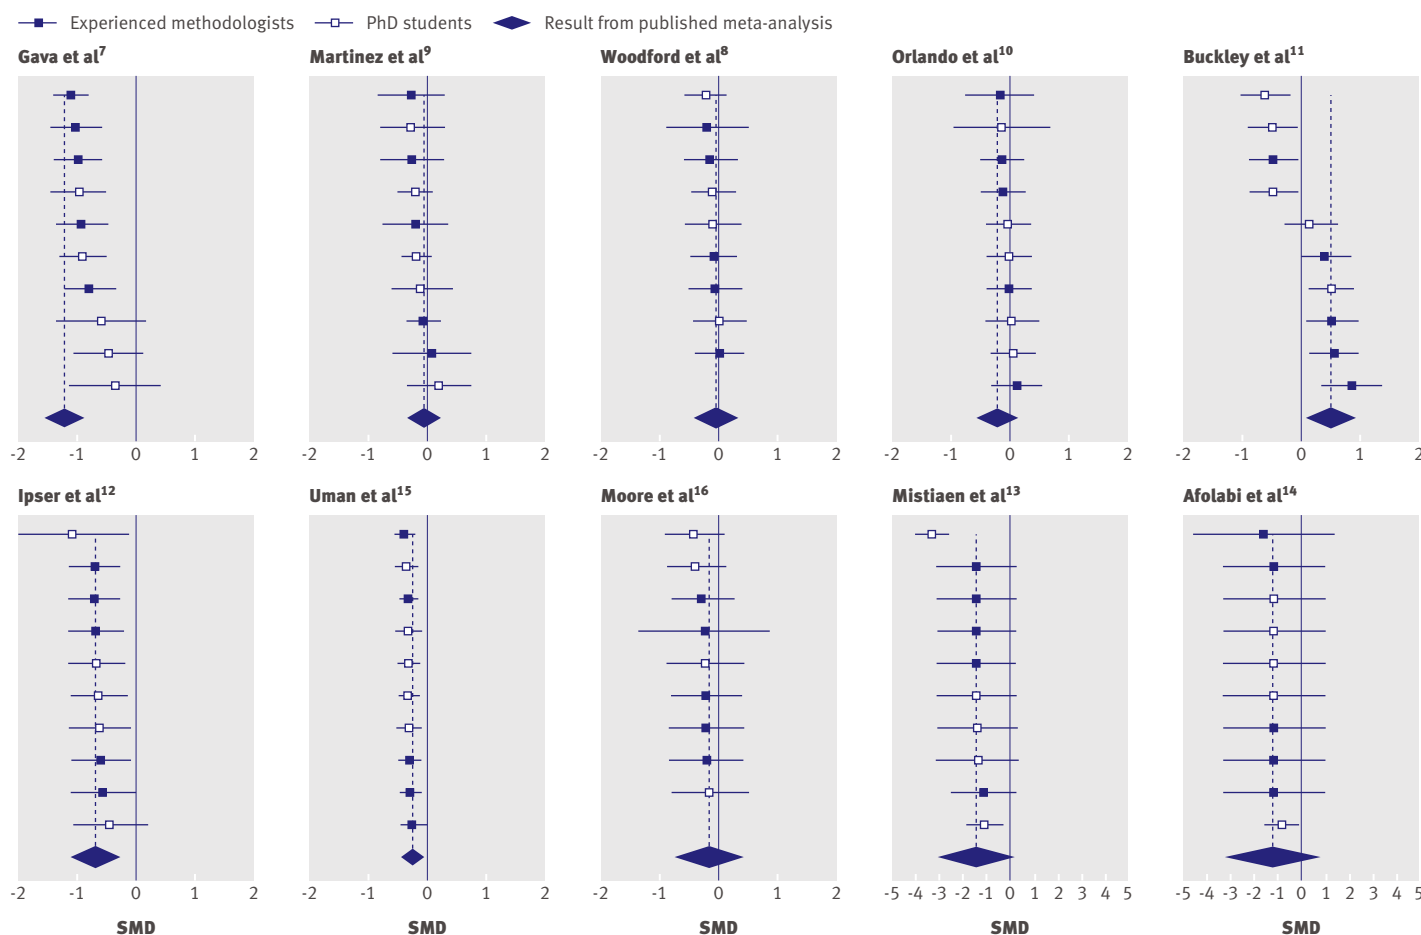 Experienced methodologists PhD students Result from published meta-analysis
Gava et al7 Martinez et al9 Woodford et al8 Orlando et al10 Buckley et al11
-2 -1 0 1 2 -2 -1 0 1 2 -2 -1 0 1 2 -2 -1 0 1 2 -2 -1 0 1 2
Ipser et al12 Uman et al15 Moore et al16 Mistiaen et al13 Afolabi et al14
-2 -1 0 1 2 -2 -1 0 1 2 -2 -1 0 1 2 -5 -4 -3 -2 -1 0 1 2 3 4 5 -5 -4 -3 -2 -1 0 1 2 3 4 5
SMD SMD SMD SMD SMD